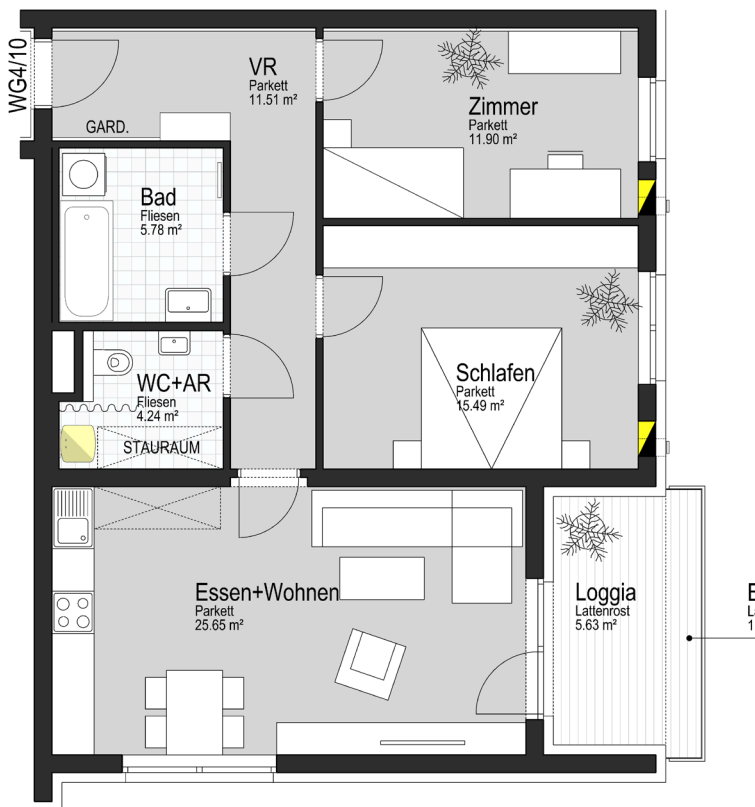 WG4/10
VR
Parkett
11.51 m²
GARD.
Zimmer
Parkett
11.90 m²
Bad
Fliesen
5.78 m²
Schlafen
Parkett
15.49 m²
WC+AR
Fliesen
4.24 m²
STAURAUM
Essen+Wohnen
Parkett
25.65 m²
Loggia
Lattenrost
5.63 m²